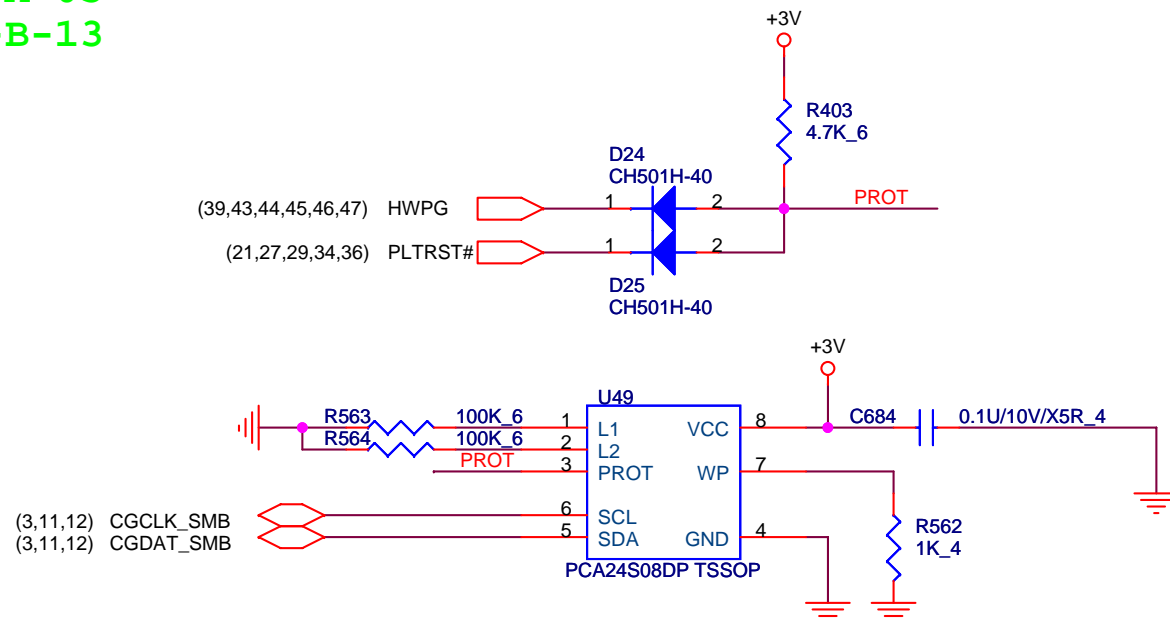 -B-13
+3V
R403
4.7K_6
D24
CH501H-40
(39,43,44,45,46,47) HWPG
1
2
PROT
(21,27,29,34,36) PLTRST#
1
2
D25
CH501H-40
+3V
U49
R563 100K_6 1 L1 VCC 8
C684 0.1U/10V/X5R_4
R564 100K_6 2 L2
PROT 3 PROT WP 7
(3,11,12) CGCLK_SMB 6 SCL
(3,11,12) CGDAT_SMB 5 SDA GND 4
R562
1K_4
PCA24S08DP TSSOP